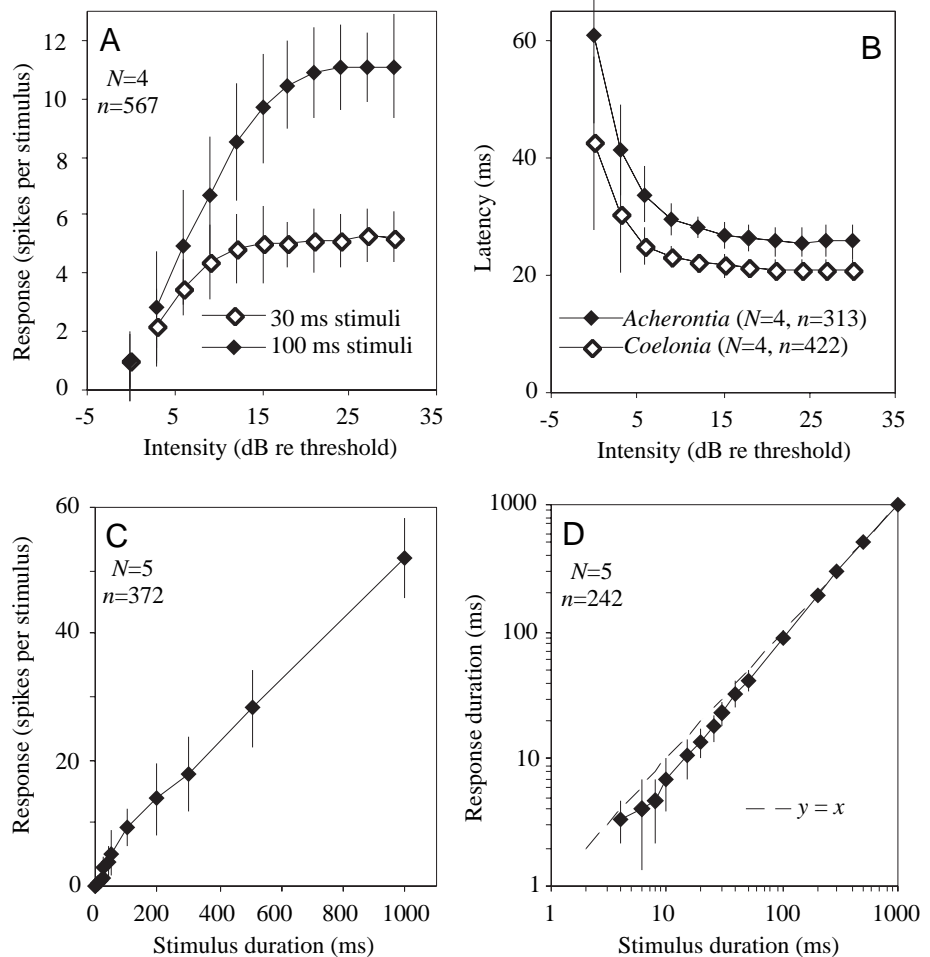 A
N=4
n=567
Response (spikes per stimulus)
12
10
8
6
4
2
0
30 ms stimuli
100 ms stimuli
-5
5
15
25
35
Intensity (dB re threshold)
B
Latency (ms)
60
40
20
0
Acherontia (N=4, n=313)
Coelonia (N=4, n=422)
-5
5
15
25
35
Intensity (dB re threshold)
C
N=5
n=372
Response (spikes per stimulus)
60
40
20
0
0
200
400
600
800
1000
Stimulus duration (ms)
D
N=5
n=242
Response duration (ms)
1000
100
10
1
y = x
1
10
100
1000
Stimulus duration (ms)